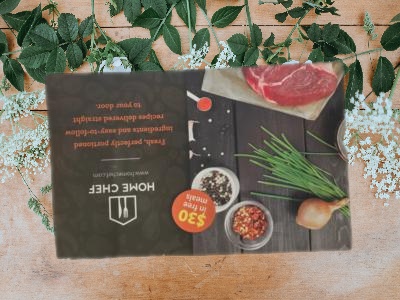 HOME CHEF
www.homechef.com
Fresh, perfectly portioned
ingredients and easy-to-follow
recipes delivered straight
to your door.
$30
in free
meals